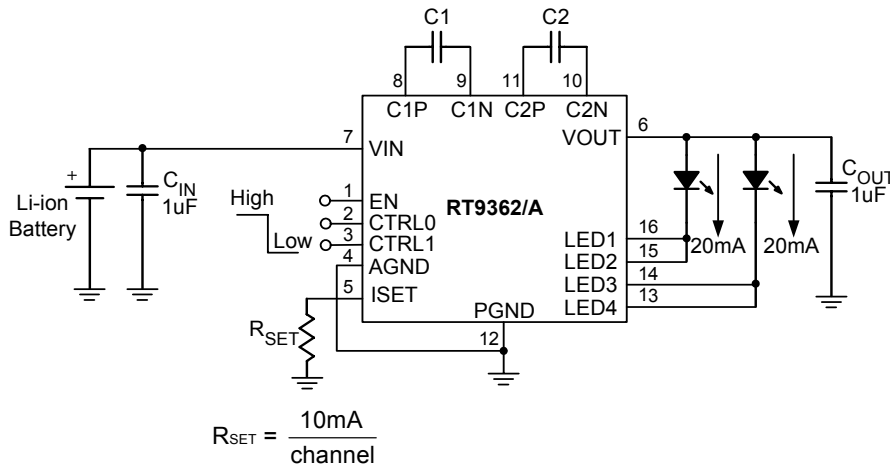 C1
C2
8
9
11
10
C1P
C1N
C2P
C2N
7
VIN
VOUT
6
+
Li-ion
Battery
CIN
1uF
High
Low
1
EN
2
CTRL0
3
CTRL1
4
AGND
5
ISET
RT9362/A
LED1
16
LED2
15
LED3
14
LED4
13
20mA
20mA
COUT
1uF
PGND
12
RSET
RSET = 10mA
channel